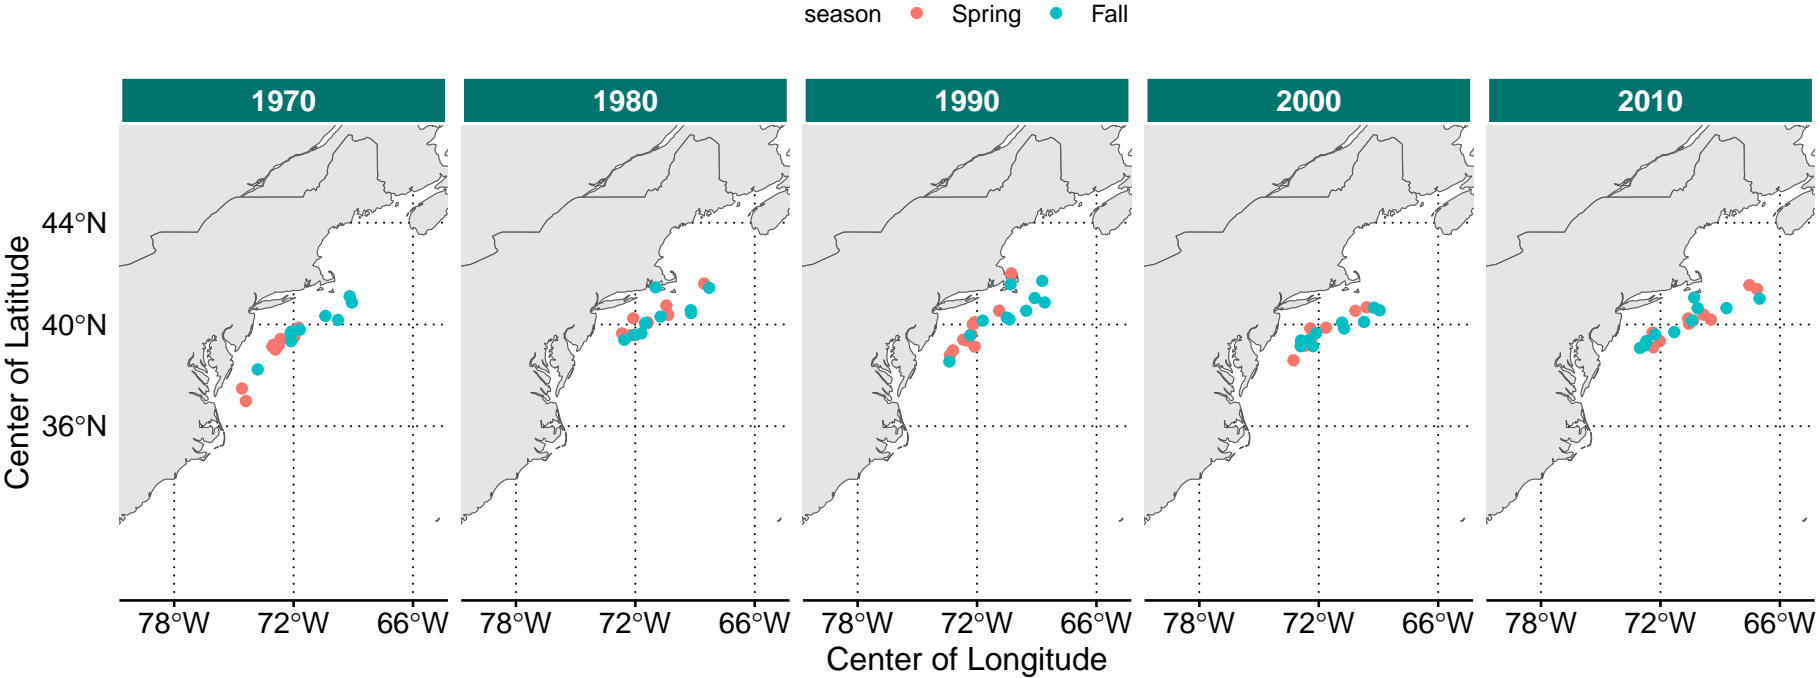 season Spring Fall
1970 1980 1990 2000 2010
44°N
40°N
36°N
Center of Latitude
78°W 72°W 66°W 78°W 72°W 66°W 78°W 72°W 66°W 78°W 72°W 66°W 78°W 72°W 66°W
Center of Longitude